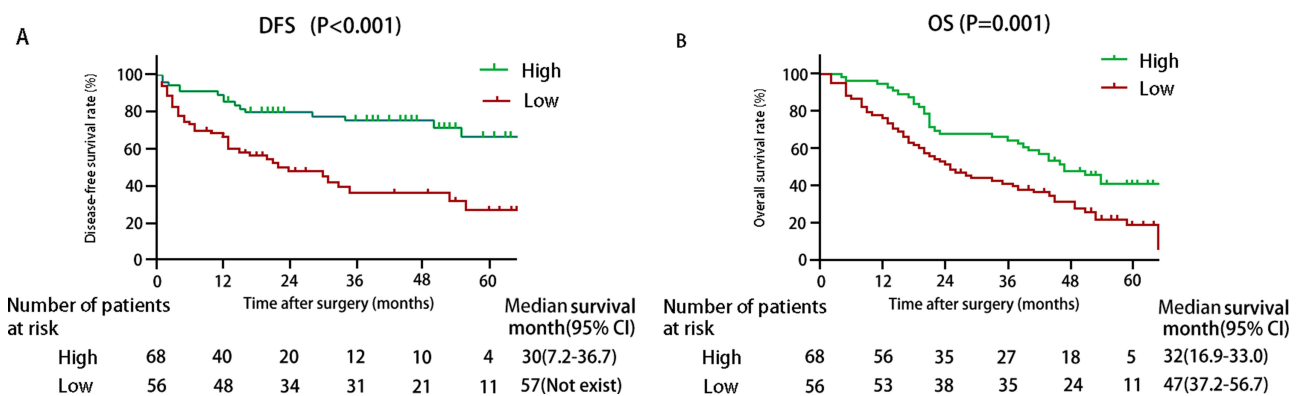 A
DFS (P<0.001)
High
Low
Disease-free survival rate (%)
100
80
60
40
20
0
0 12 24 36 48 60
Time after surgery (months)
Number of patients
at risk
Median survival
month(95% CI)
High 68 40 20 12 10 4 30(7.2-36.7)
Low 56 48 34 31 21 11 57(Not exist)
B
OS (P=0.001)
High
Low
Overall survival rate (%)
100
80
60
40
20
0
0 12 24 36 48 60
Time after surgery (months)
Number of patients
at risk
Median survival
month(95% CI)
High 68 56 35 27 18 5 32(16.9-33.0)
Low 56 53 38 35 24 11 47(37.2-56.7)